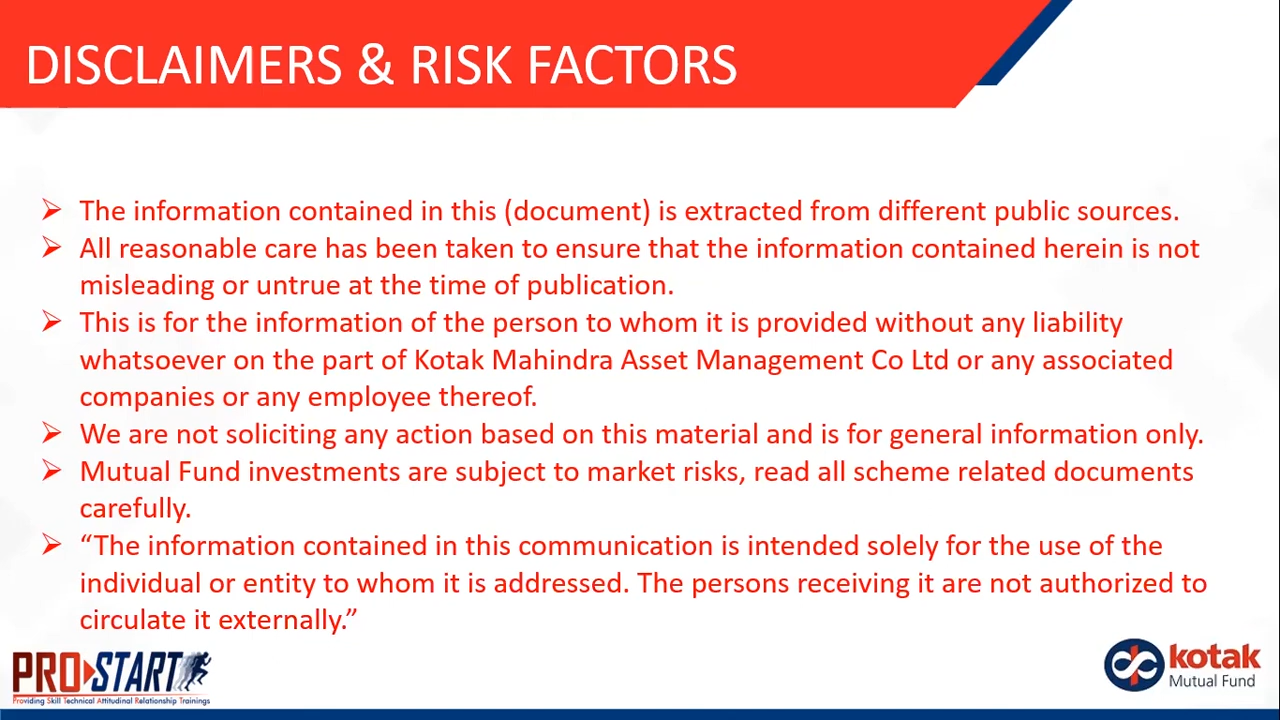 DISCLAIMERS & RISK FACTORS
The information contained in this (document) is extracted from different public sources.
All reasonable care has been taken to ensure that the information contained herein is not
misleading or untrue at the time of publication.
This is for the information of the person to whom it is provided without any liability
whatsoever on the part of Kotak Mahindra Asset Management Co Ltd or any associated
companies or any employee thereof.
We are not soliciting any action based on this material and is for general information only.
Mutual Fund investments are subject to market risks, read all scheme related documents
carefully.
“The information contained in this communication is intended solely for the use of the
individual or entity to whom it is addressed. The persons receiving it are not authorized to
circulate it externally.”
PRO START
Providing Skill Technical Attitudinal Relationship Trainings
kotak
Mutual Fund